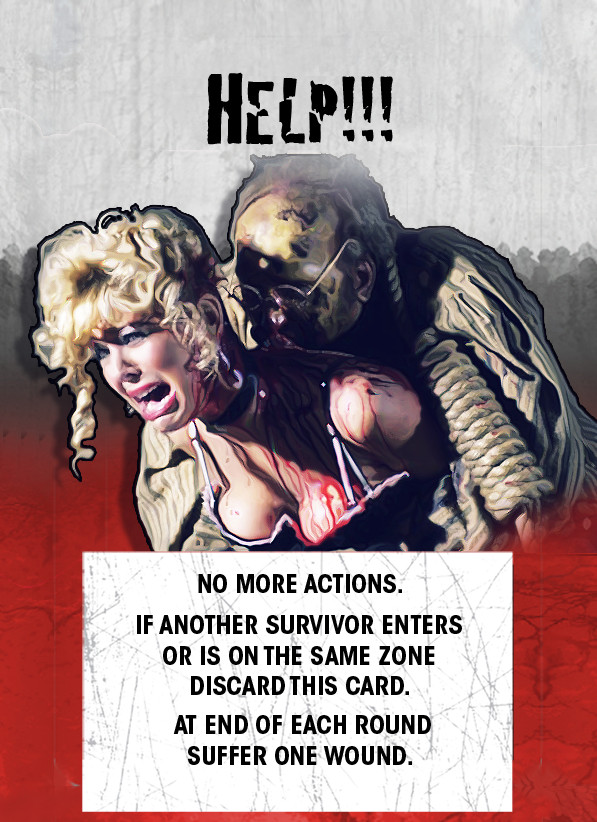 HELP!!!
NO MORE ACTIONS.
IF ANOTHER SURVIVOR ENTERS
OR IS ON THE SAME ZONE
DISCARD THIS CARD.
AT END OF EACH ROUND
SUFFER ONE WOUND.